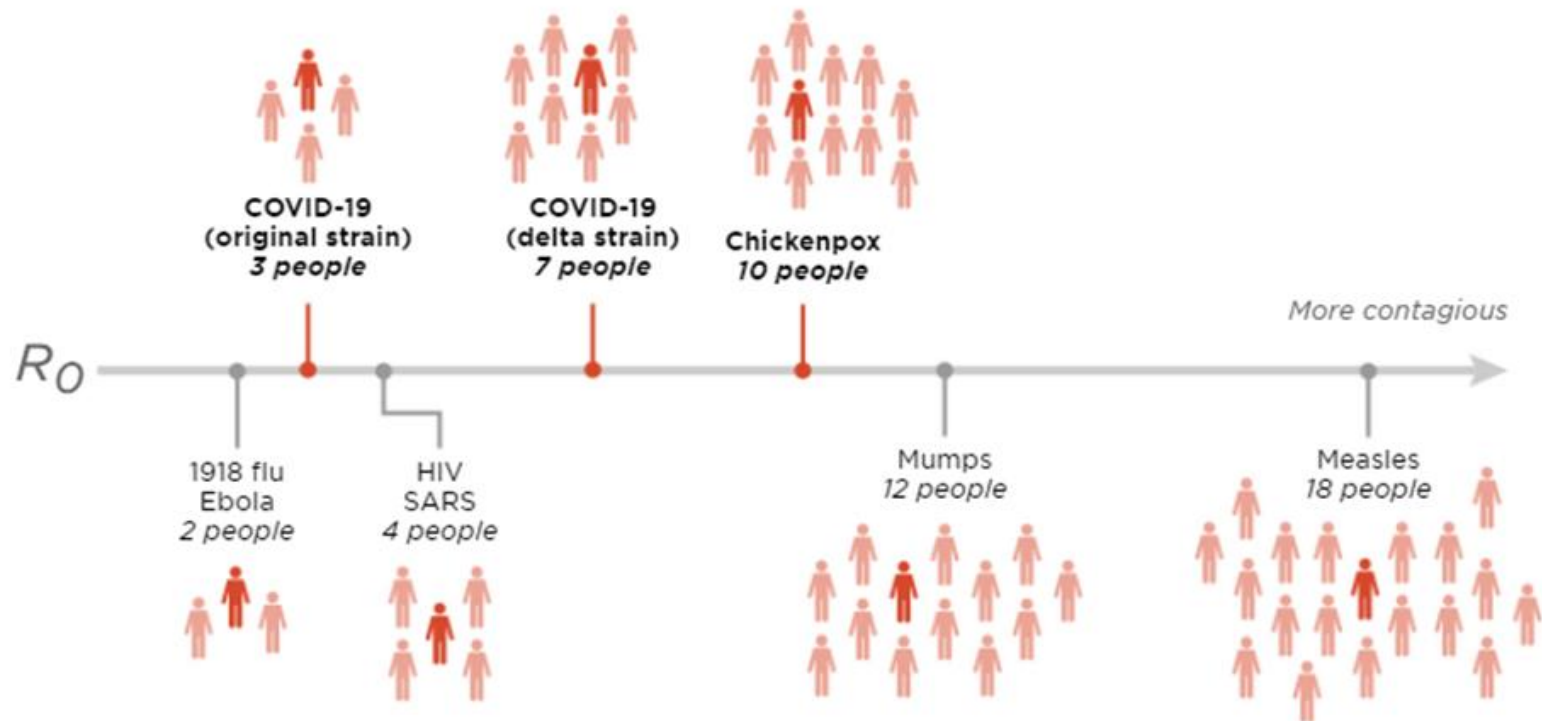 COVID-19
(original strain)
3 people
COVID-19
(delta strain)
7 people
Chickenpox
10 people
More contagious
R0
1918 flu
Ebola
2 people
HIV
SARS
4 people
Mumps
12 people
Measles
18 people